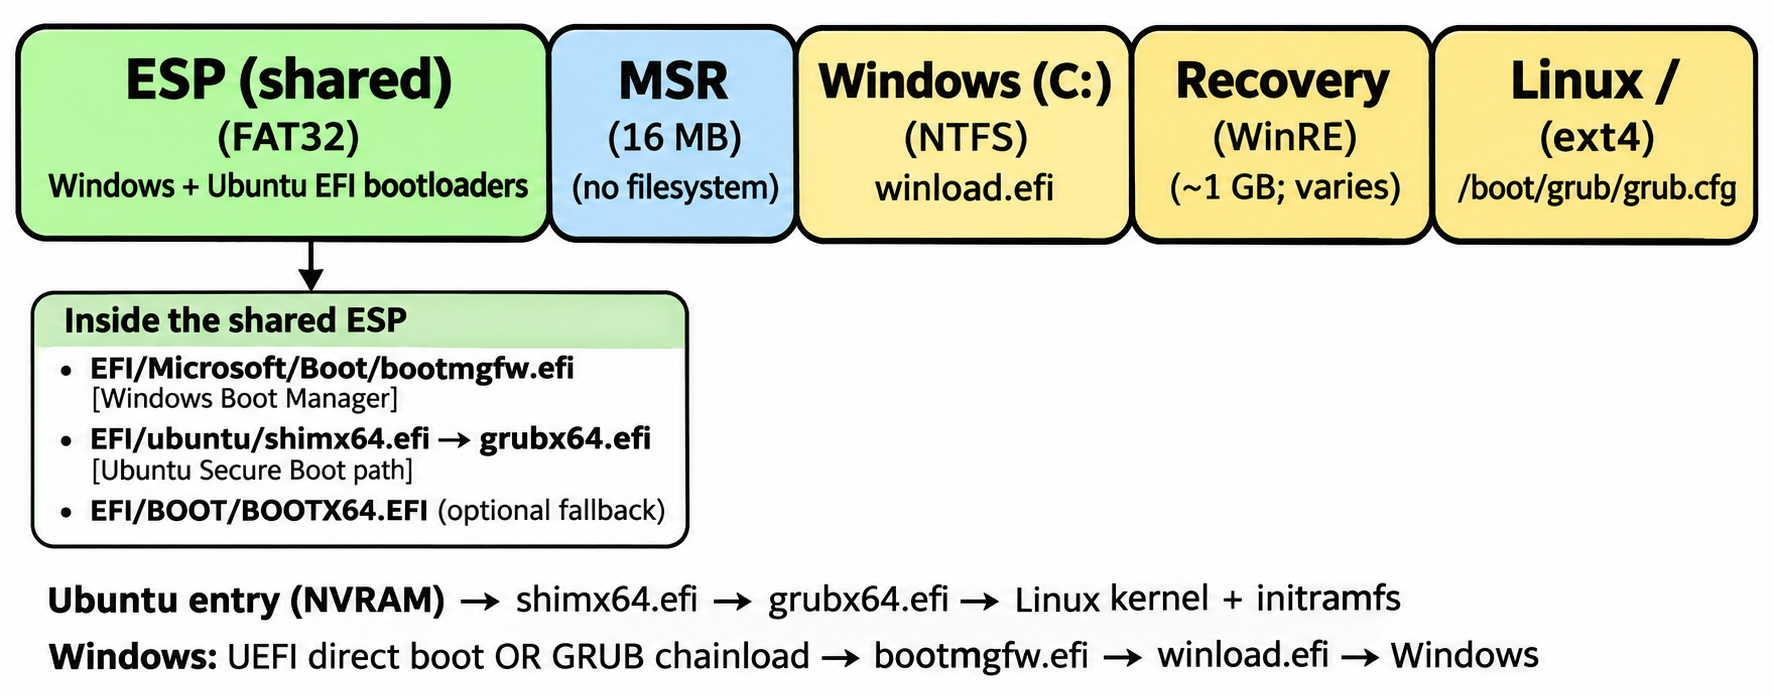 ESP (shared)
(FAT32)
Windows + Ubuntu EFI bootloaders
MSR
(16 MB)
(no filesystem)
Windows (C:)
(NTFS)
winload.efi
Recovery
(WinRE)
(~1 GB; varies)
Linux /
(ext4)
/boot/grub/grub.cfg
Inside the shared ESP
• EFI/Microsoft/Boot/bootmgfw.efi
[Windows Boot Manager]
• EFI/ubuntu/shimx64.efi → grubx64.efi
[Ubuntu Secure Boot path]
• EFI/BOOT/BOOTX64.EFI (optional fallback)
Ubuntu entry (NVRAM) → shimx64.efi → grubx64.efi → Linux kernel + initramfs
Windows: UEFI direct boot OR GRUB chainload → bootmgfw.efi → winload.efi → Windows